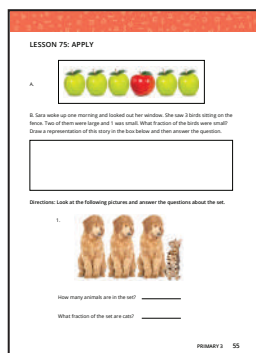 LESSON 75: APPLY
A.
B. Sara woke up one morning and looked out her window. She saw 3 birds sitting on the
fence. Two of them were large and 1 was small. What fraction of the birds were small?
Draw a representation of this story in the box below and then answer the question.
Directions: Look at the following pictures and answer the questions about the set.
1.
How many animals are in the set?
What fraction of the set are cats?
PRIMARY 3 55